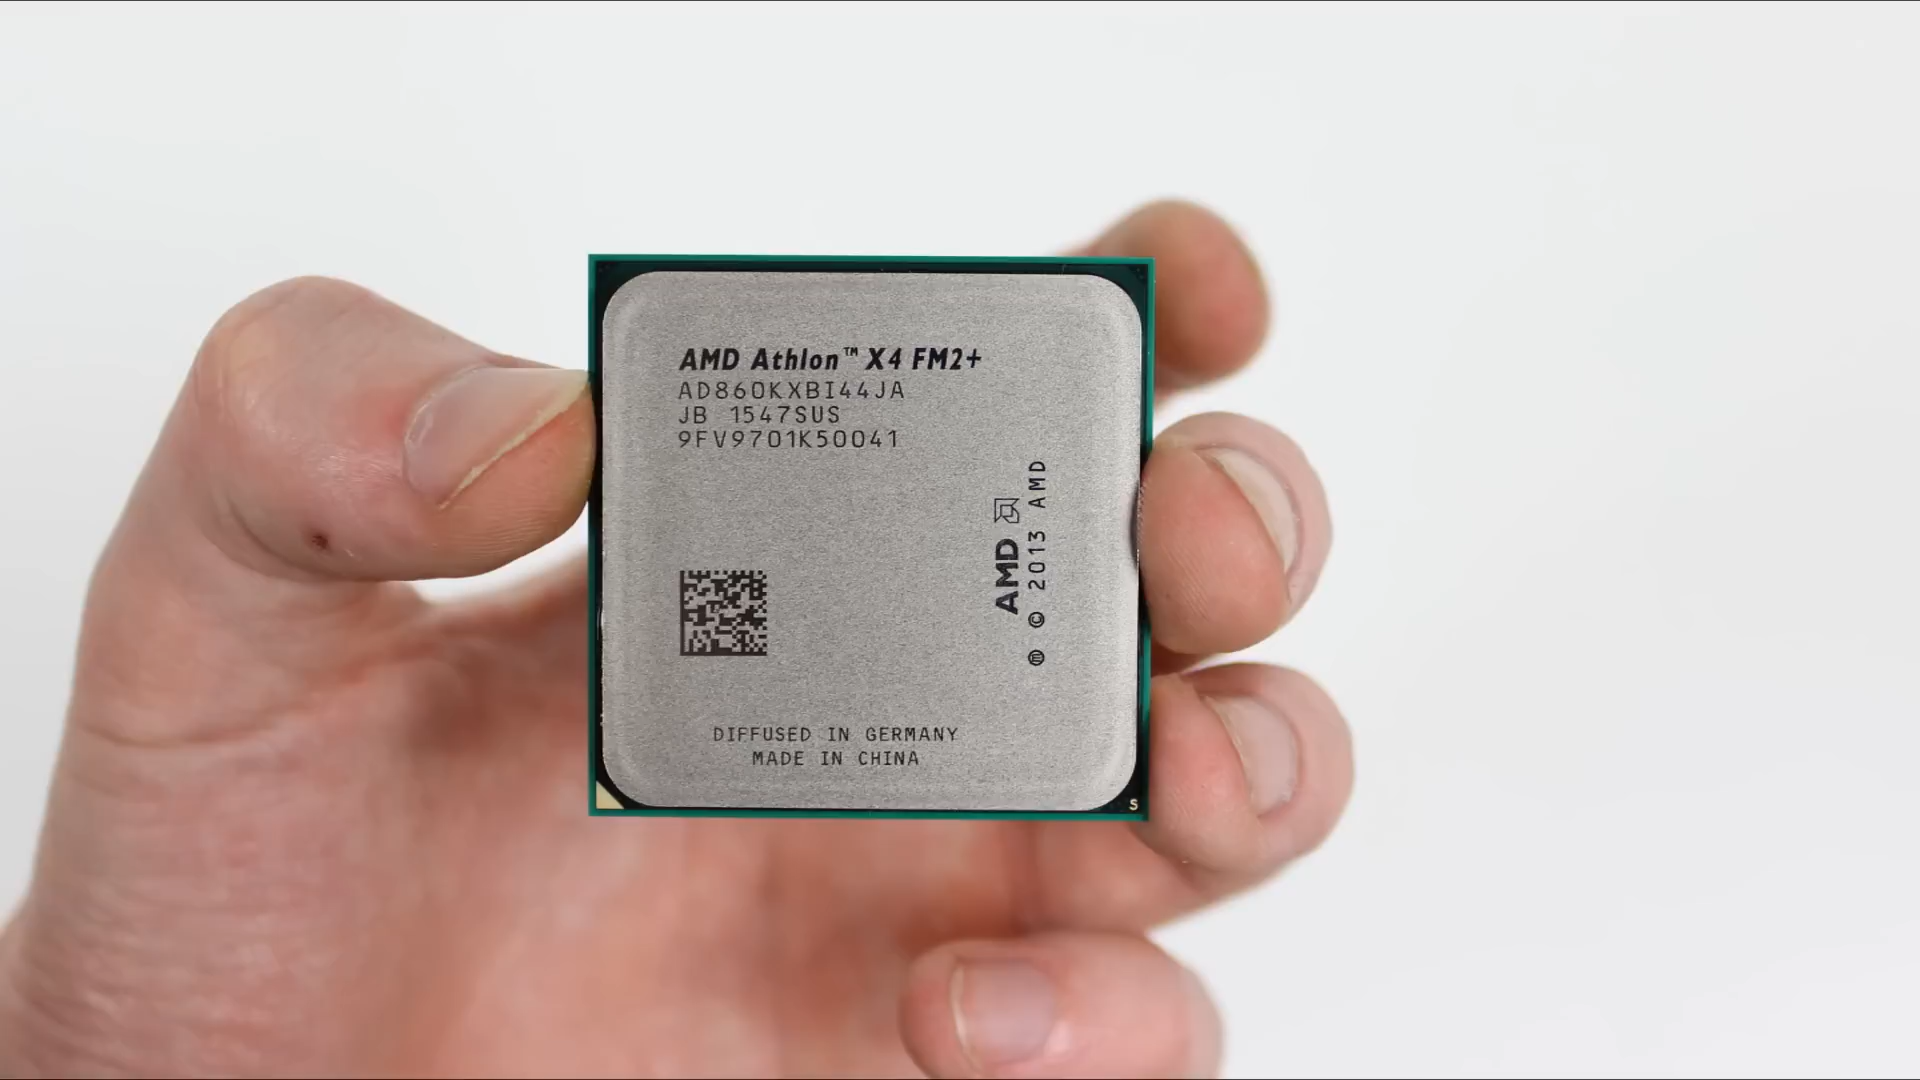 AMD Athlon™ X4 FM2+
AD860KXBI44JA
JB 1547SUS
9FV9701K50041
AMD
Ⓜ © 2013 AMD
DIFFUSED IN GERMANY
MADE IN CHINA
S